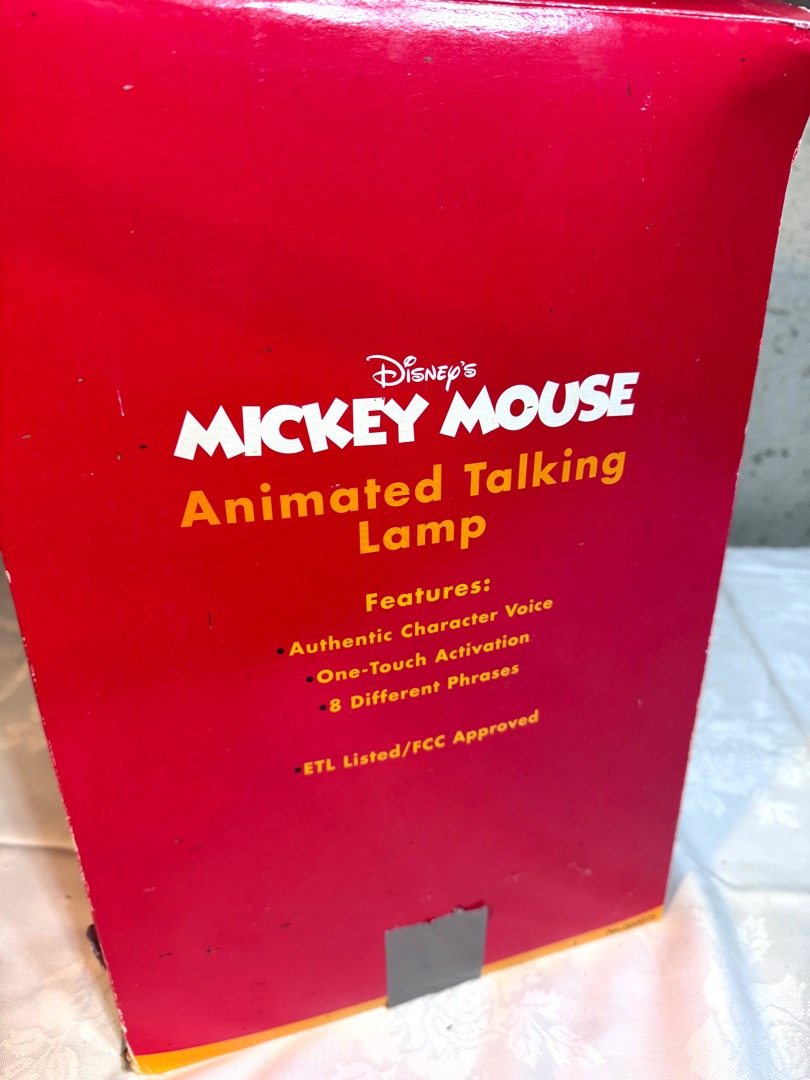 Disney's
MICKEY MOUSE
Animated Talking
Lamp
Features:
•Authentic Character Voice
•One-Touch Activation
•8 Different Phrases
•ETL Listed/FCC Approved